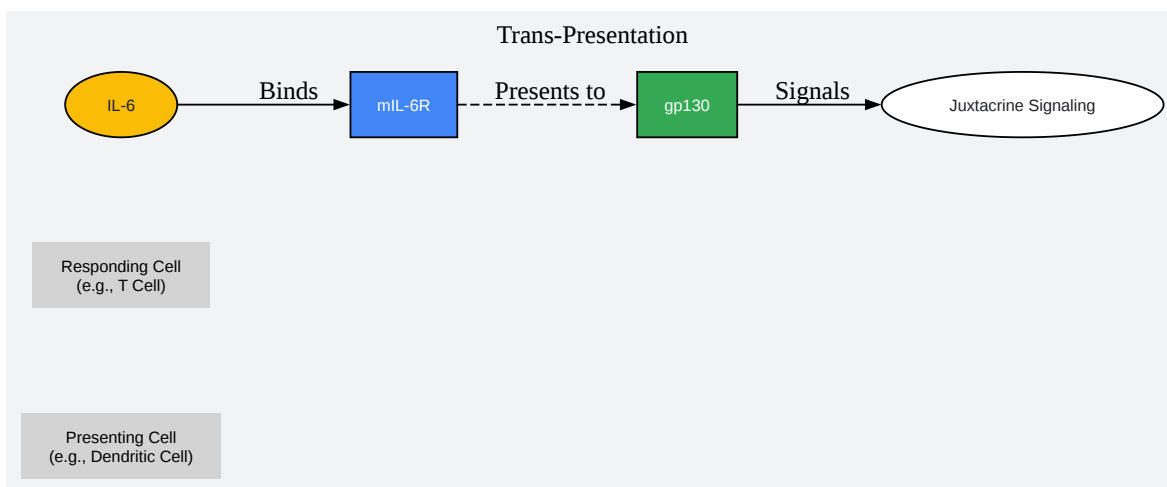 Trans-Presentation
IL-6
Binds
mIL-6R
Presents to
gp130
Signals
Juxtacrine Signaling
Responding Cell
(e.g., T Cell)
Presenting Cell
(e.g., Dendritic Cell)